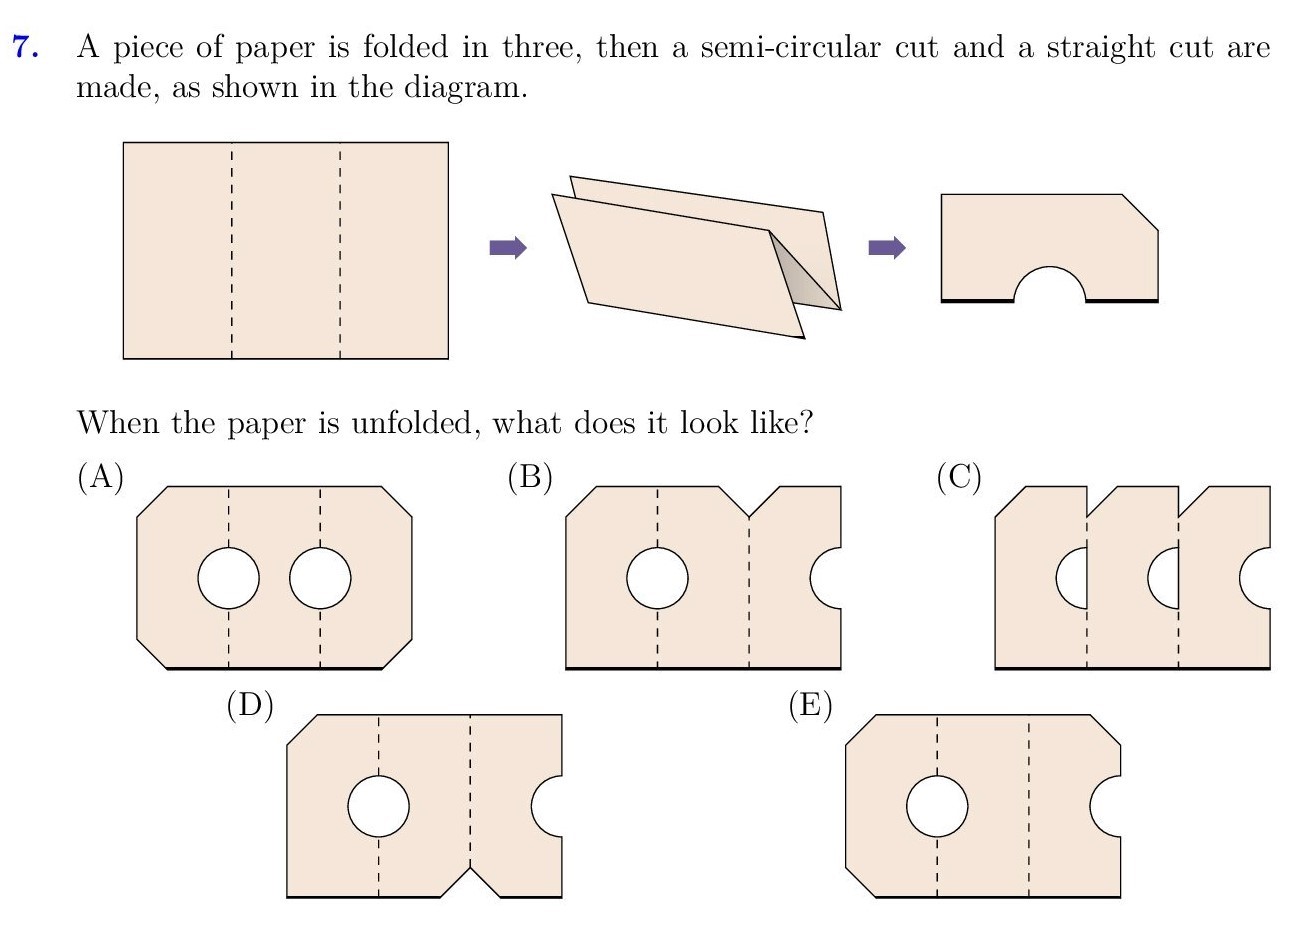 7. A piece of paper is folded in three, then a semi-circular cut and a straight cut are
made, as shown in the diagram.
When the paper is unfolded, what does it look like?
(A) (B) (C)
(D) (E)